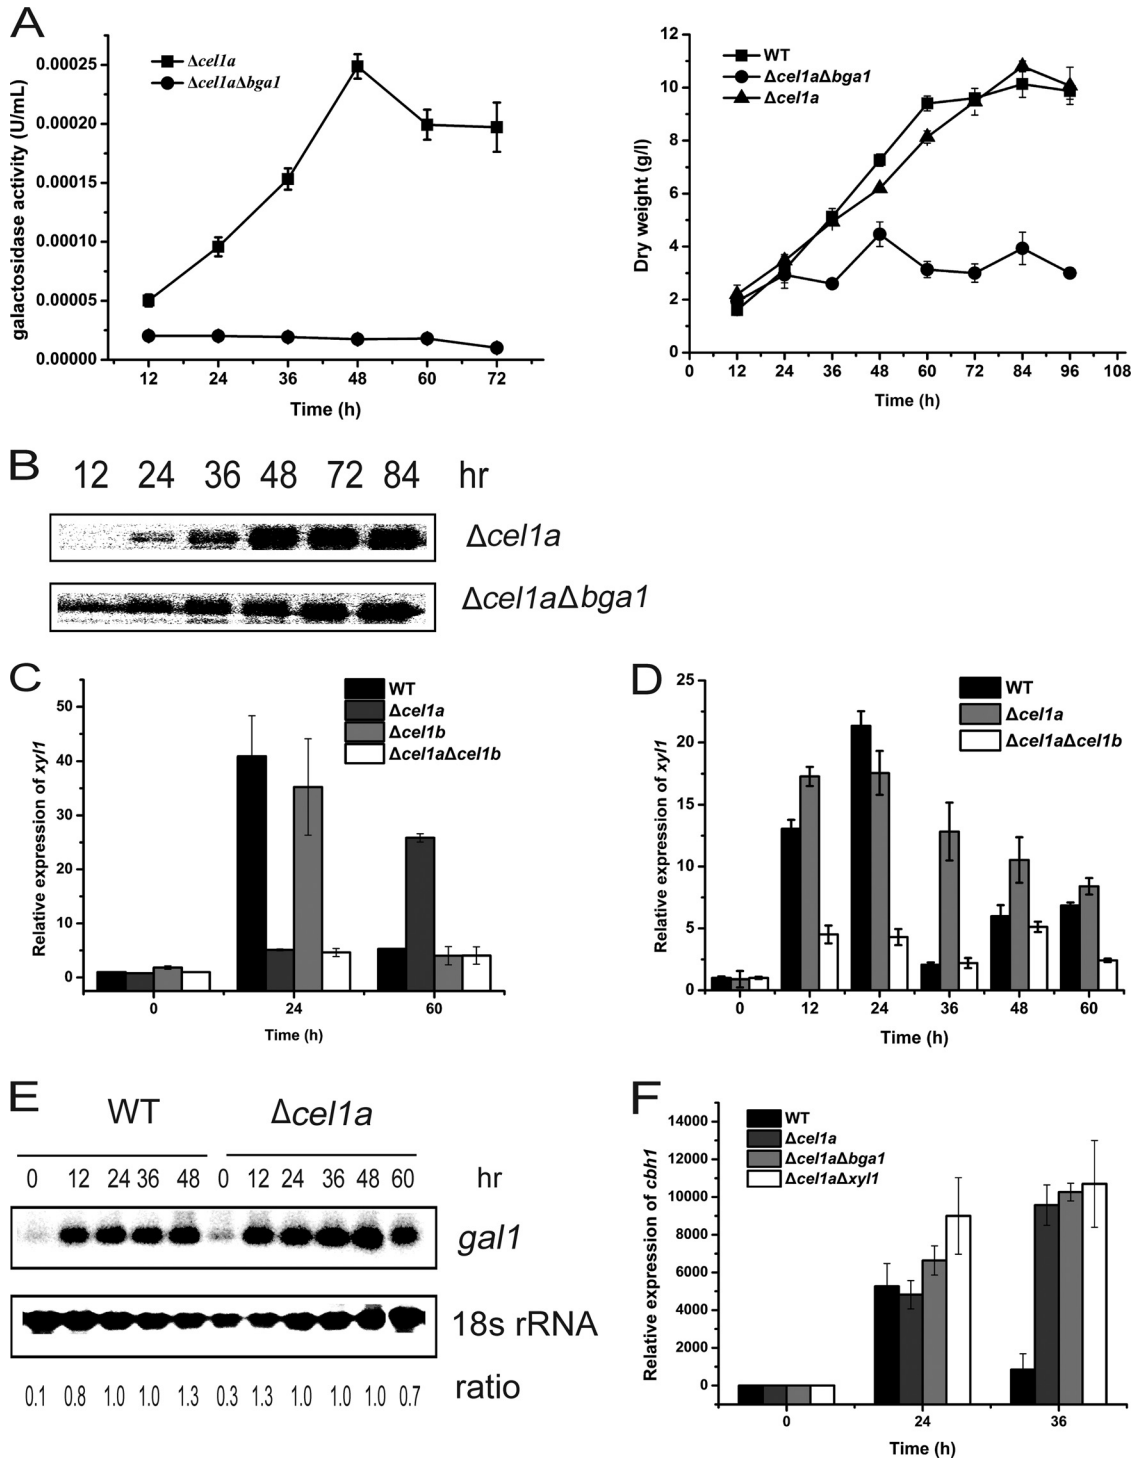 A
galactosidase activity (U/mL)
0.00025
0.00020
0.00015
0.00010
0.00005
0.00000
Δcel1a
Δcel1aΔbga1
12 24 36 48 60 72
Time (h)
Dry weight (g/l)
12
10
8
6
4
2
0
WT
Δcel1aΔbga1
Δcel1a
0 12 24 36 48 60 72 84 96 108
Time (h)
B
12 24 36 48 72 84 hr
Δcel1a
Δcel1aΔbga1
C
Relative expression of xyl1
50
40
30
20
10
0
WT
Δcel1a
Δcel1b
Δcel1aΔcel1b
0 24 60
Time (h)
D
Relative expression of xyl1
25
20
15
10
5
0
WT
Δcel1a
Δcel1aΔcel1b
0 12 24 36 48 60
Time (h)
E
WT Δcel1a
0 12 24 36 48 0 12 24 36 48 60 hr
gal1
18s rRNA
0.1 0.8 1.0 1.0 1.3 0.3 1.3 1.0 1.0 1.0 0.7 ratio
F
Relative expression of cbh1
14000
12000
10000
8000
6000
4000
2000
0
WT
Δcel1a
Δcel1aΔbga1
Δcel1aΔxyl1
0 24 36
Time (h)